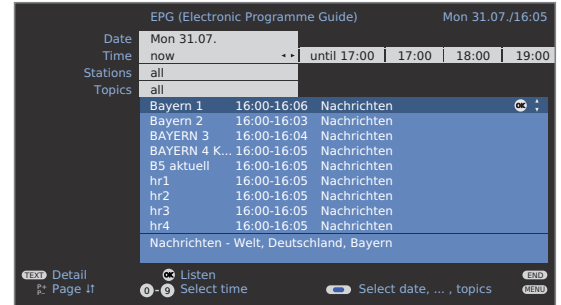 EPG (Electronic Programme Guide) Mon 31.07./16:05
Date Mon 31.07.
Time now until 17:00 17:00 18:00 19:00
Stations all
Topics all
Bayern 1 16:00-16:06 Nachrichten OK
Bayern 2 16:00-16:03 Nachrichten
BAYERN 3 16:00-16:04 Nachrichten
BAYERN 4 K... 16:00-16:05 Nachrichten
B5 aktuell 16:00-16:05 Nachrichten
hr1 16:00-16:05 Nachrichten
hr2 16:00-16:05 Nachrichten
hr3 16:00-16:05 Nachrichten
hr4 16:00-16:05 Nachrichten
Nachrichten - Welt, Deutschland, Bayern
TEXT Detail OK Listen END
P+ P- Page 0-9 Select time Select date, ... , topics MENU